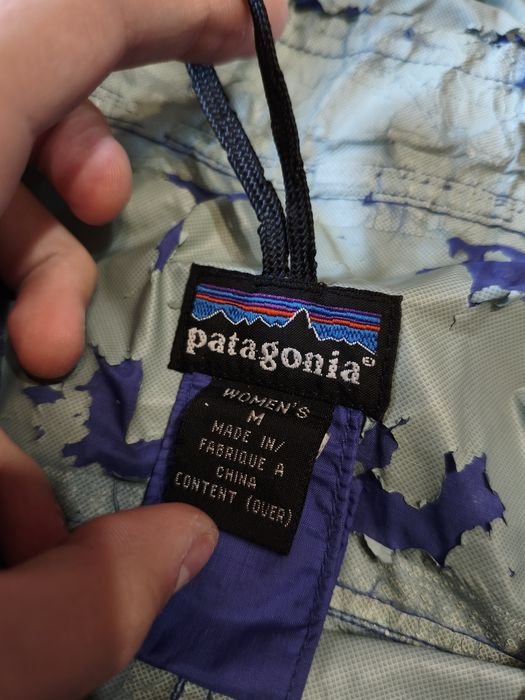 patagonia®
WOMEN'S
M
MADE IN/
FABRIQUE A
CHINA
CONTENT (OVER)